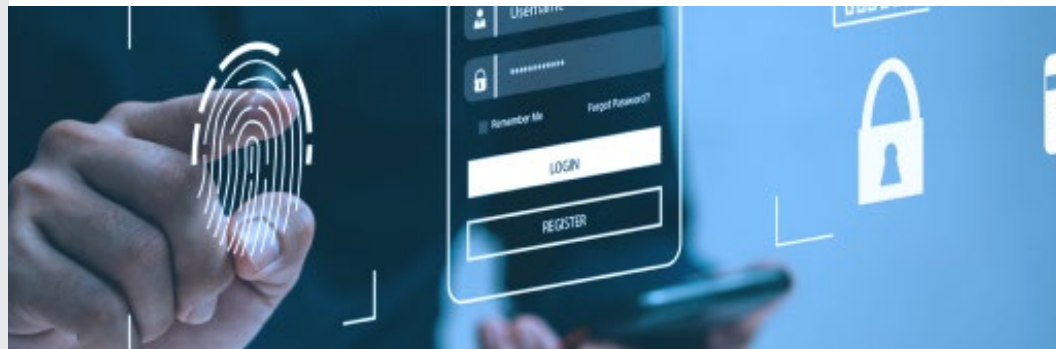 Username
************
Remember Me
Forgot Password?
LOGIN
REGISTER